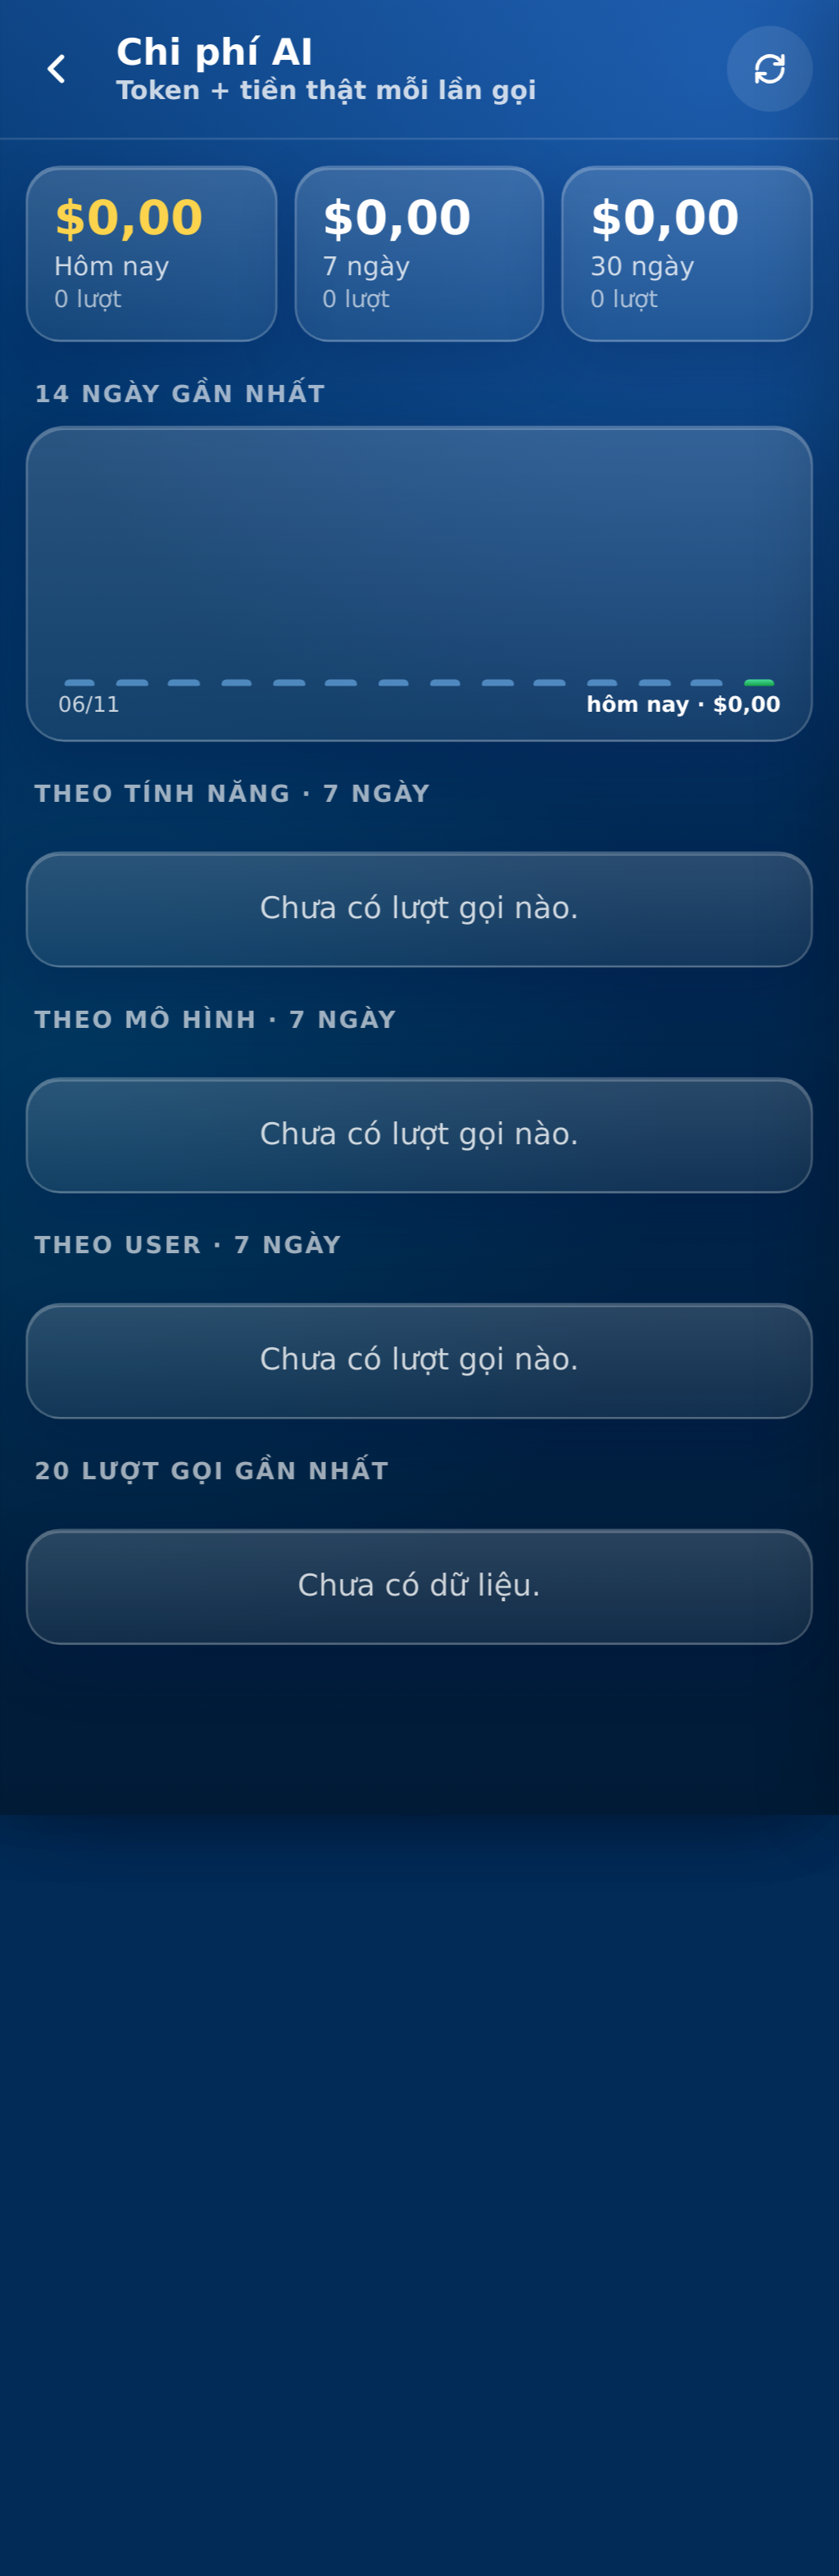 Chi phí AI
Token + tiền thật mỗi lần gọi
$0,00
Hôm nay
0 lượt
$0,00
7 ngày
0 lượt
$0,00
30 ngày
0 lượt
14 NGÀY GẦN NHẤT
06/11
hôm nay · $0,00
THEO TÍNH NĂNG · 7 NGÀY
Chưa có lượt gọi nào.
THEO MÔ HÌNH · 7 NGÀY
Chưa có lượt gọi nào.
THEO USER · 7 NGÀY
Chưa có lượt gọi nào.
20 LƯỢT GỌI GẦN NHẤT
Chưa có dữ liệu.